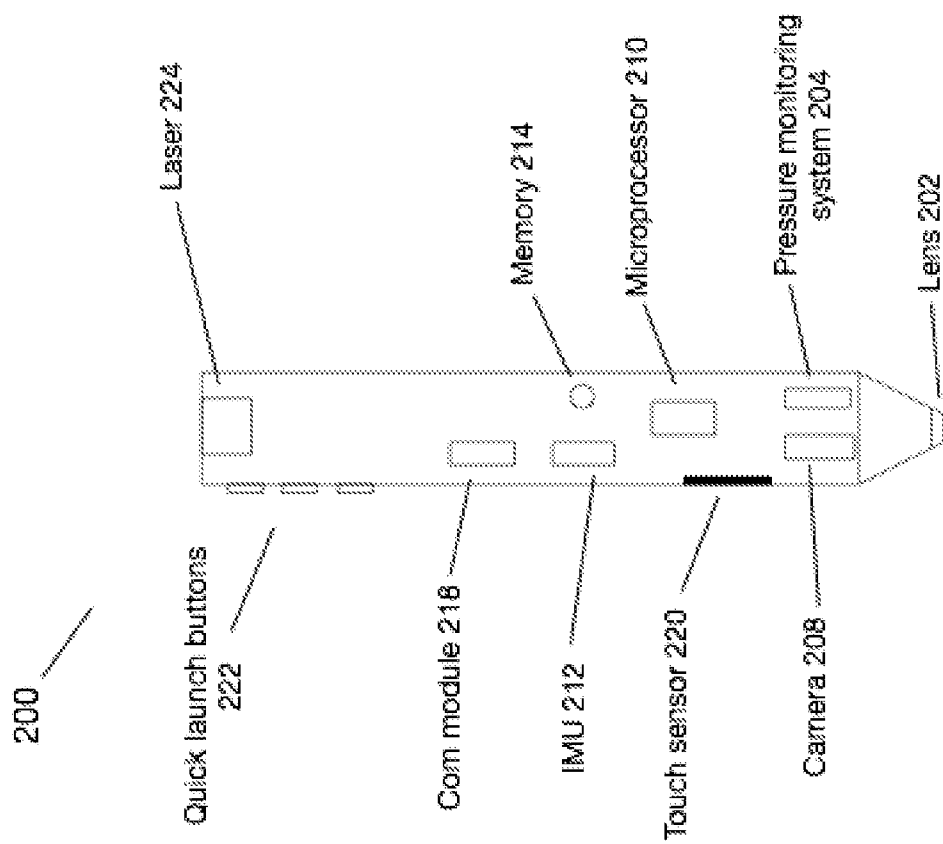 200
Quick launch buttons
222
Com module 218
IMU 212
Touch sensor 220
Camera 208
Laser 224
Memory 214
Microprocessor 210
Pressure monitoring
system 204
Lens 202